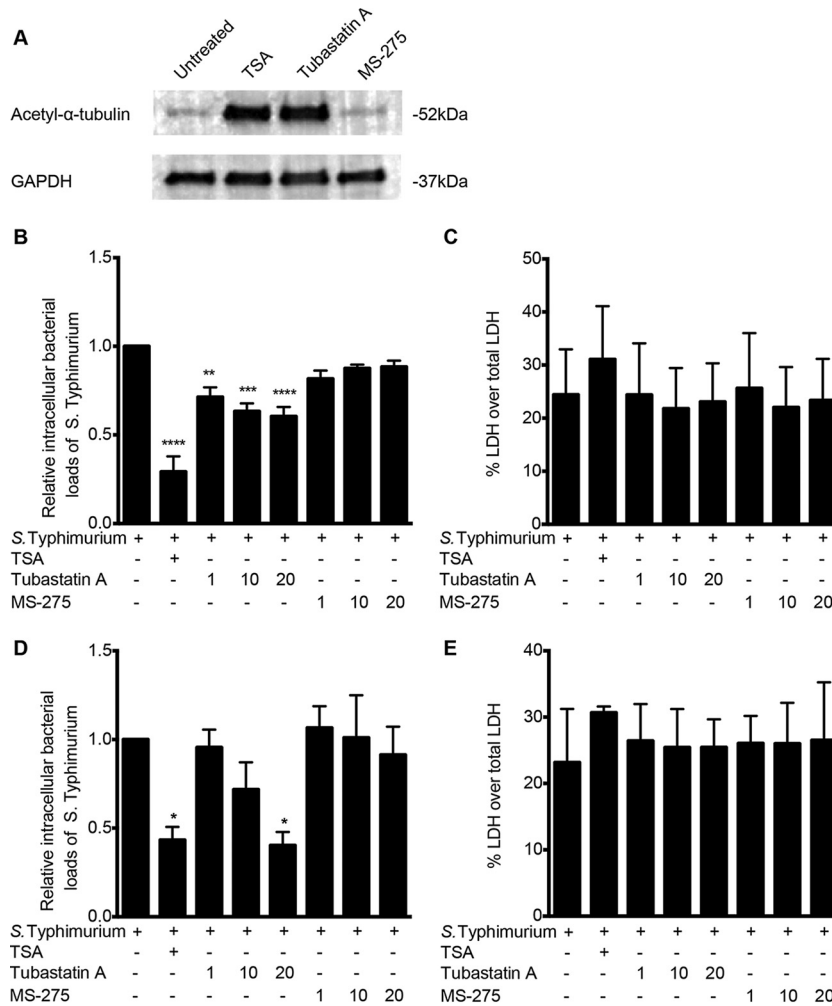 A
Untreated
TSA
Tubastatin A
MS-275
Acetyl-α-tubulin
-52kDa
GAPDH
-37kDa
B
Relative intracellular bacterial
loads of S. Typhimurium
1.5
1.0
0.5
0.0
****
**
***
****
S.Typhimurium + + + + + + + +
TSA - + - - - - - -
Tubastatin A - - 1 10 20 - - -
MS-275 - - - - - 1 10 20
C
% LDH over total LDH
50
40
30
20
10
0
S.Typhimurium + + + + + + + +
TSA - + - - - - - -
Tubastatin A - - 1 10 20 - - -
MS-275 - - - - - 1 10 20
D
Relative intracellular bacterial
loads of S. Typhimurium
1.5
1.0
0.5
0.0
*
*
S.Typhimurium + + + + + + + +
TSA - + - - - - - -
Tubastatin A - - 1 10 20 - - -
MS-275 - - - - - 1 10 20
E
% LDH over total LDH
40
30
20
10
0
S.Typhimurium + + + + + + + +
TSA - + - - - - - -
Tubastatin A - - 1 10 20 - - -
MS-275 - - - - - 1 10 20